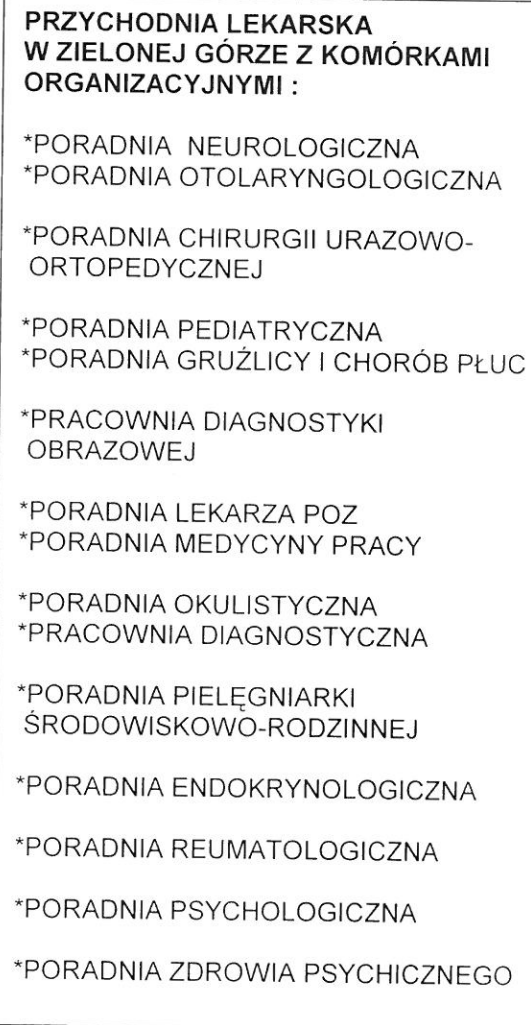 PRZYCHODNIA LEKARSKA
W ZIELONEJ GÓRZE Z KOMÓRKAMI
ORGANIZACYJNYMI :
*PORADNIA NEUROLOGICZNA
*PORADNIA OTOLARYNGOLOGICZNA
*PORADNIA CHIRURGII URAZOWO-
ORTOPEDYCZNEJ
*PORADNIA PEDIATRYCZNA
*PORADNIA GRUŹLICY I CHORÓB PŁUC
*PRACOWNIA DIAGNOSTYKI
OBRAZOWEJ
*PORADNIA LEKARZA POZ
*PORADNIA MEDYCYNY PRACY
*PORADNIA OKULISTYCZNA
*PRACOWNIA DIAGNOSTYCZNA
*PORADNIA PIELĘGNIARKI
ŚRODOWISKOWO-RODZINNEJ
*PORADNIA ENDOKRYNOLOGICZNA
*PORADNIA REUMATOLOGICZNA
*PORADNIA PSYCHOLOGICZNA
*PORADNIA ZDROWIA PSYCHICZNEGO